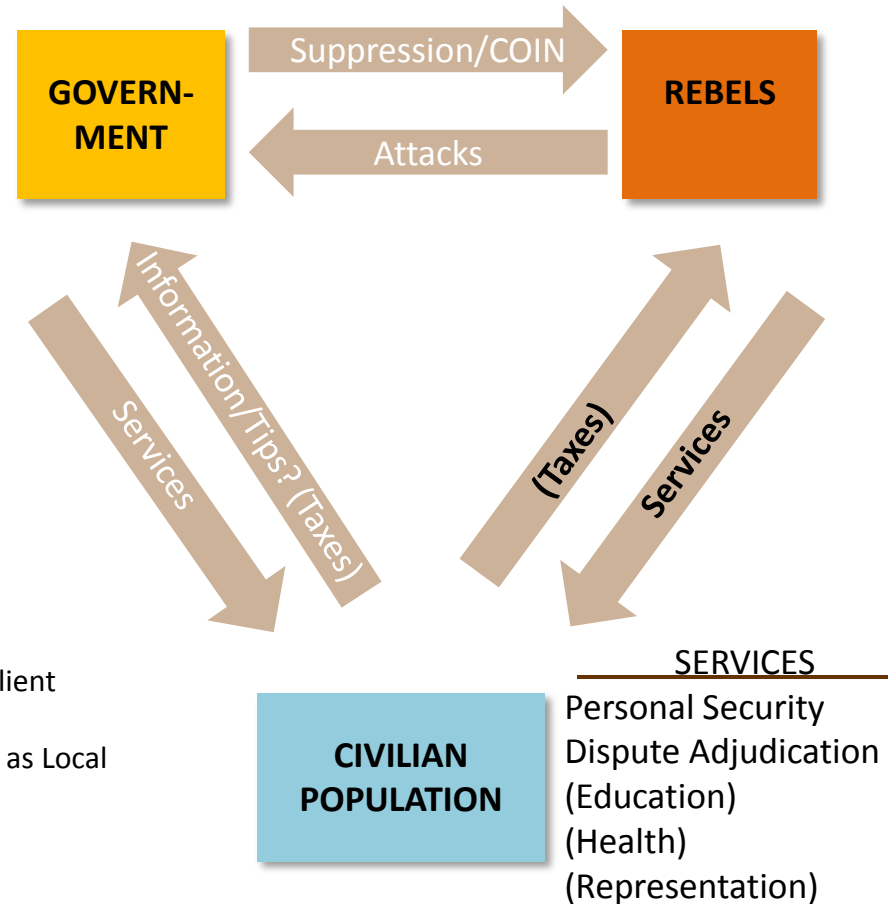 GOVERN-
MENT
Suppression/COIN
REBELS
Attacks
Services
Information/Tips? (Taxes)
(Taxes)
Services
lient
as Local
CIVILIAN
POPULATION
SERVICES
Personal Security
Dispute Adjudication
(Education)
(Health)
(Representation)